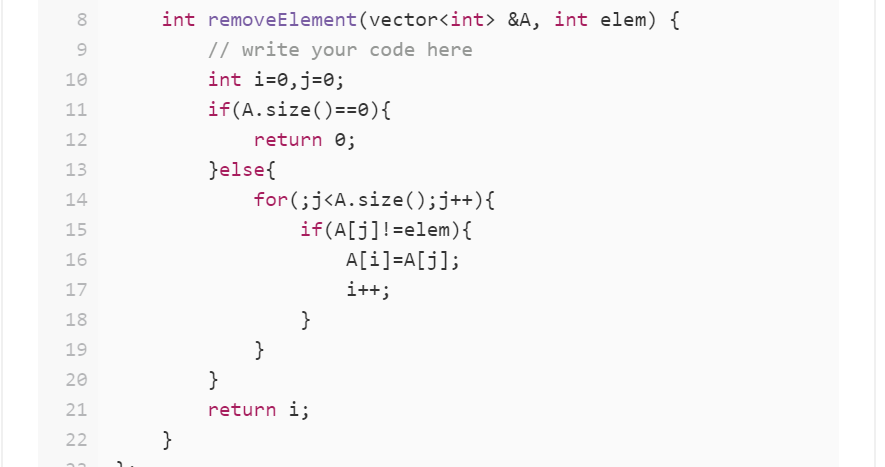 8 int removeElement(vector<int> &A, int elem) {
9 // write your code here
10 int i=0,j=0;
11 if(A.size()==0){
12 return 0;
13 }else{
14 for(;j<A.size();j++){
15 if(A[j]!=elem){
16 A[i]=A[j];
17 i++;
18 }
19 }
20 }
21 return i;
22 }